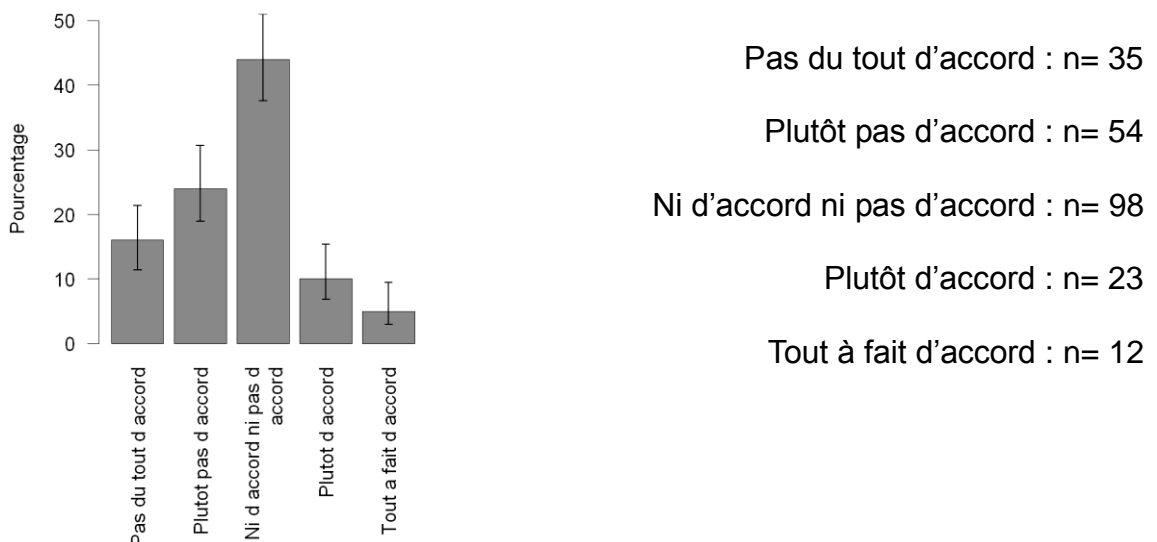 50
40
30
20
10
0
Pourcentage
Pas du tout d accord
Plutot pas d accord
Ni d accord ni pas d
accord
Plutot d accord
Tout a fait d accord
Pas du tout d’accord : n= 35
Plutôt pas d’accord : n= 54
Ni d’accord ni pas d’accord : n= 98
Plutôt d’accord : n= 23
Tout à fait d’accord : n= 12